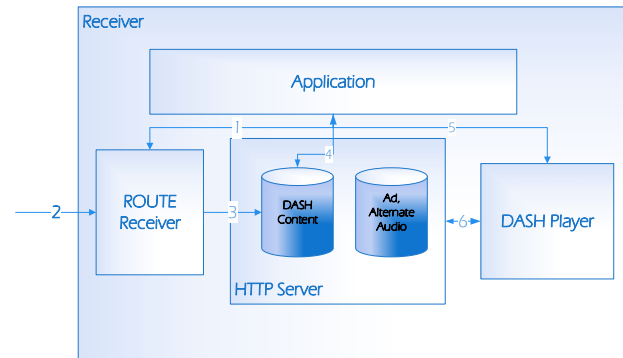 Receiver
Application
1
5
4
ROUTE
Receiver
DASH
Content
Ad,
Alternate
Audio
DASH Player
2
3
6
HTTP Server